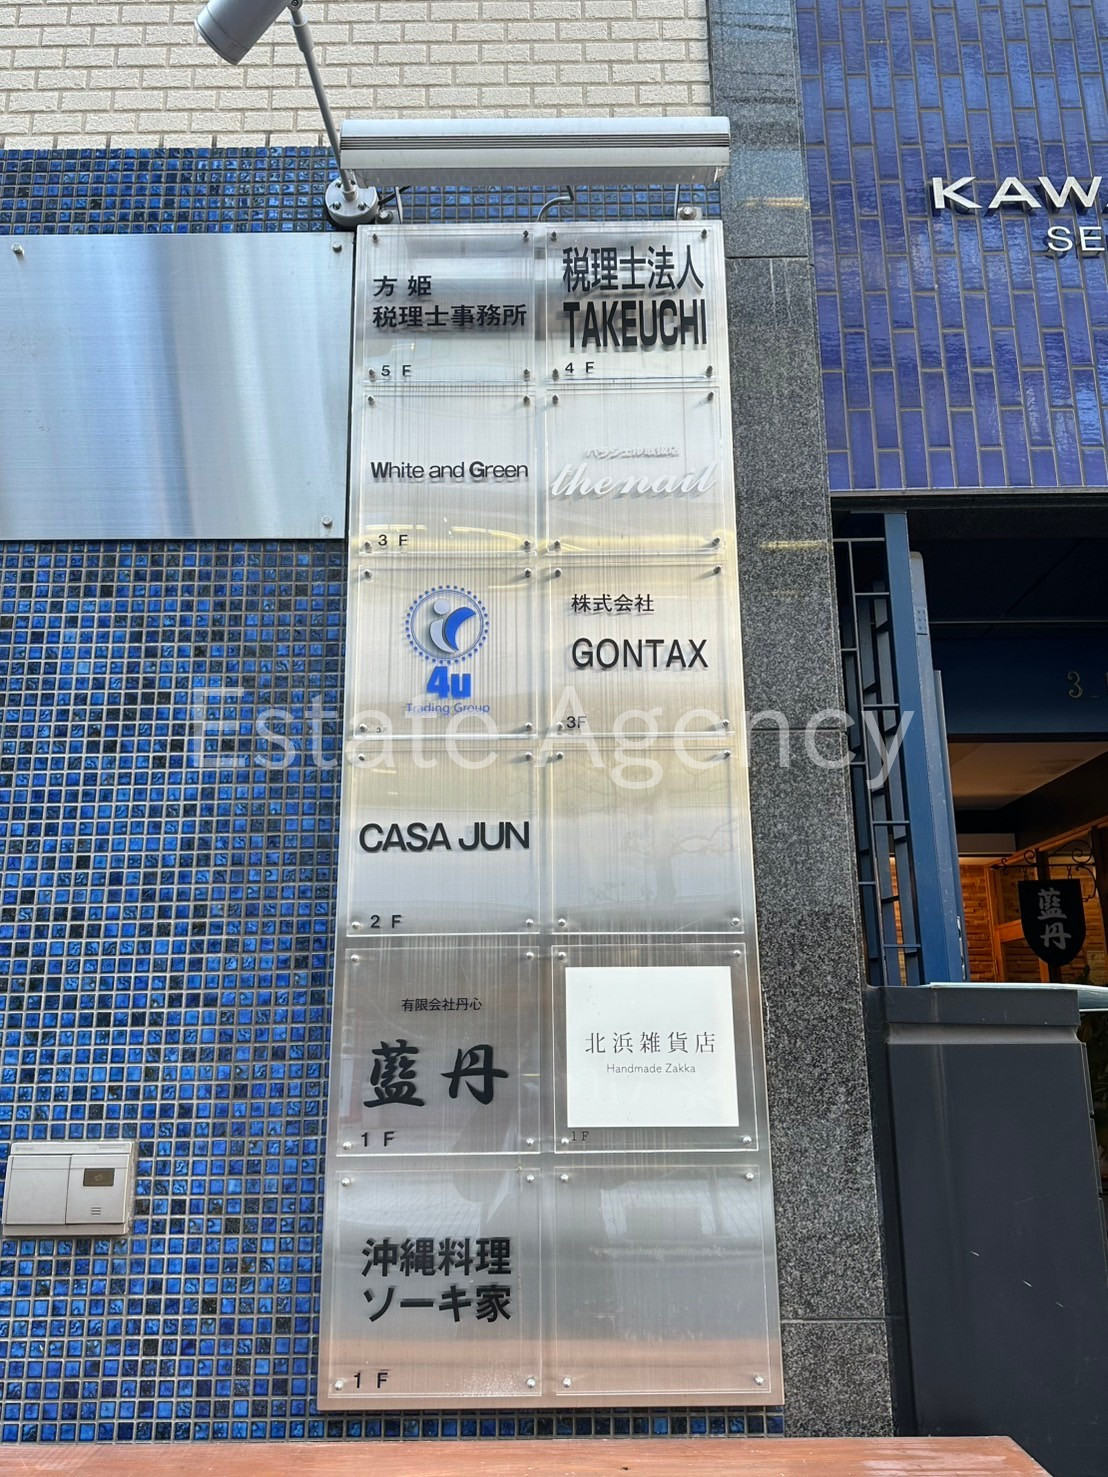 KAW
SE
方 姫
税理士事務所
5 F
税理士法人
TAKEUCHI
4 F
White and Green
3 F
the nail
4u
Trading Group
3
株式会社
GONTAX
3F
Estate Agency
CASA JUN
2 F
有限会社丹心
藍 丹
1 F
北浜雑貨店
Handmade Zakka
1F
沖縄料理
ソーキ家
1 F
藍丹